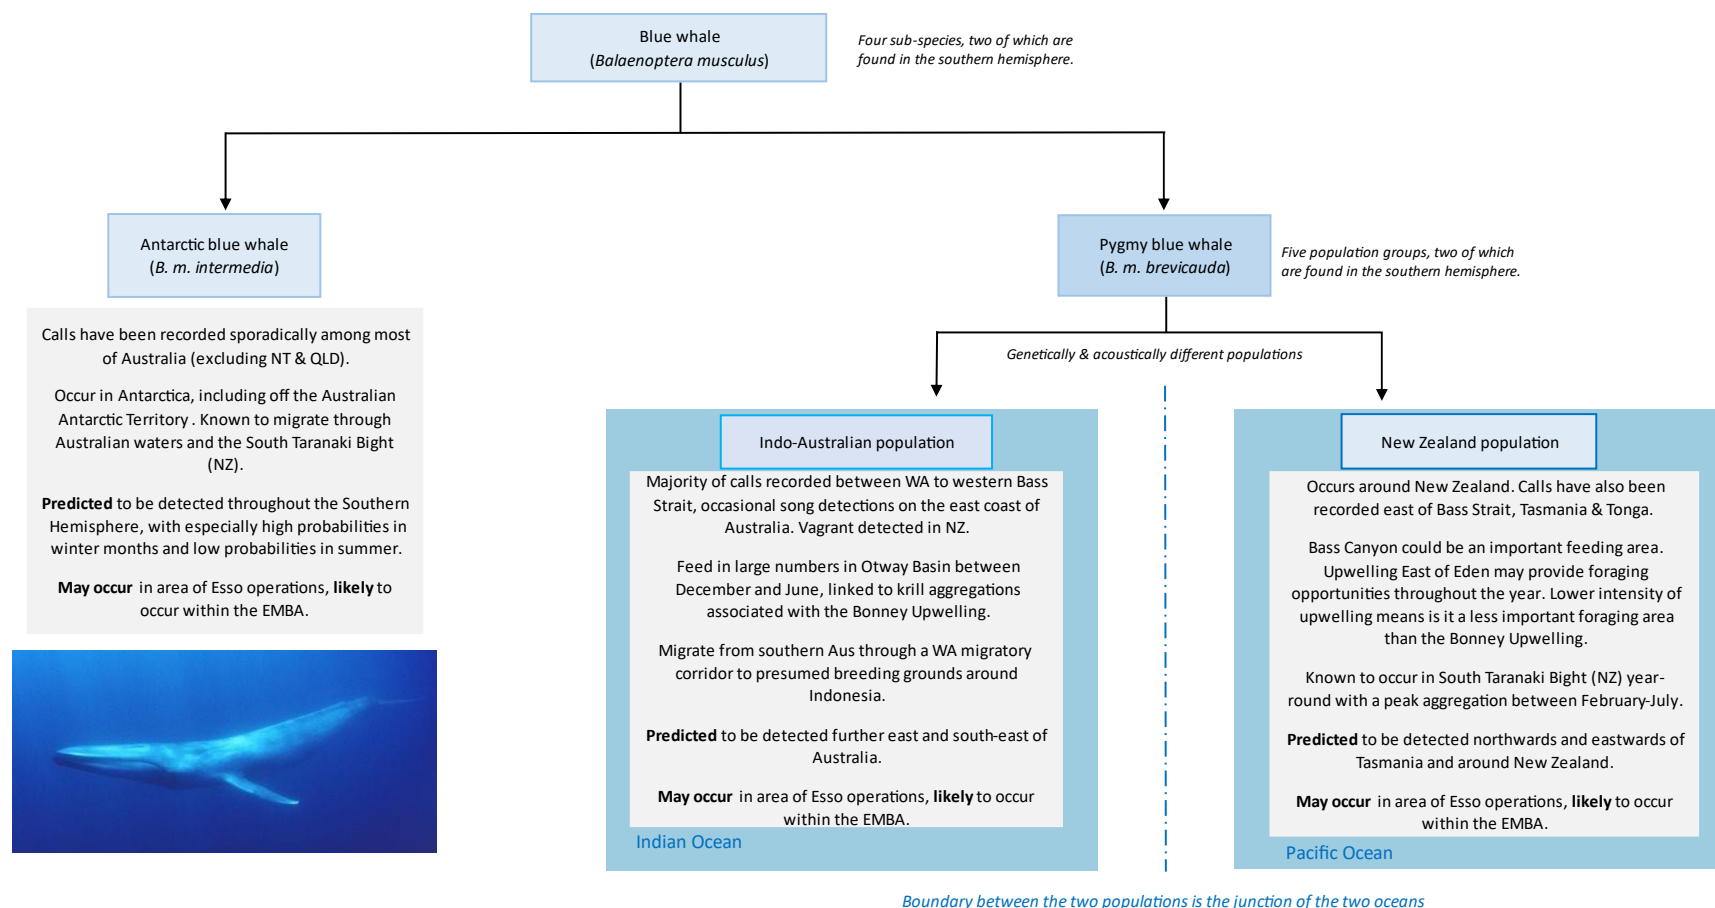 Blue whale
(Balaenoptera musculus)
Four sub-species, two of which are
found in the southern hemisphere.
Antarctic blue whale
(B. m. intermedia)
Pygmy blue whale
(B. m. brevicauda)
Five population groups, two of which
are found in the southern hemisphere.
Calls have been recorded sporadically among most
of Australia (excluding NT & QLD).
Occur in Antarctica, including off the Australian
Antarctic Territory . Known to migrate through
Australian waters and the South Taranaki Bight
(NZ).
Predicted to be detected throughout the Southern
Hemisphere, with especially high probabilities in
winter months and low probabilities in summer.
May occur in area of Esso operations, likely to
occur within the EMBA.
Genetically & acoustically different populations
Indo-Australian population
Majority of calls recorded between WA to western Bass
Strait, occasional song detections on the east coast of
Australia. Vagrant detected in NZ.
Feed in large numbers in Otway Basin between
December and June, linked to krill aggregations
associated with the Bonney Upwelling.
Migrate from southern Aus through a WA migratory
corridor to presumed breeding grounds around
Indonesia.
Predicted to be detected further east and south-east of
Australia.
May occur in area of Esso operations, likely to occur
within the EMBA.
Indian Ocean
New Zealand population
Occurs around New Zealand. Calls have also been
recorded east of Bass Strait, Tasmania & Tonga.
Bass Canyon could be an important feeding area.
Upwelling East of Eden may provide foraging
opportunities throughout the year. Lower intensity of
upwelling means is it a less important foraging area
than the Bonney Upwelling.
Known to occur in South Taranaki Bight (NZ) year-
round with a peak aggregation between February-July.
Predicted to be detected northwards and eastwards of
Tasmania and around New Zealand.
May occur in area of Esso operations, likely to occur
within the EMBA.
Pacific Ocean
Boundary between the two populations is the junction of the two oceans